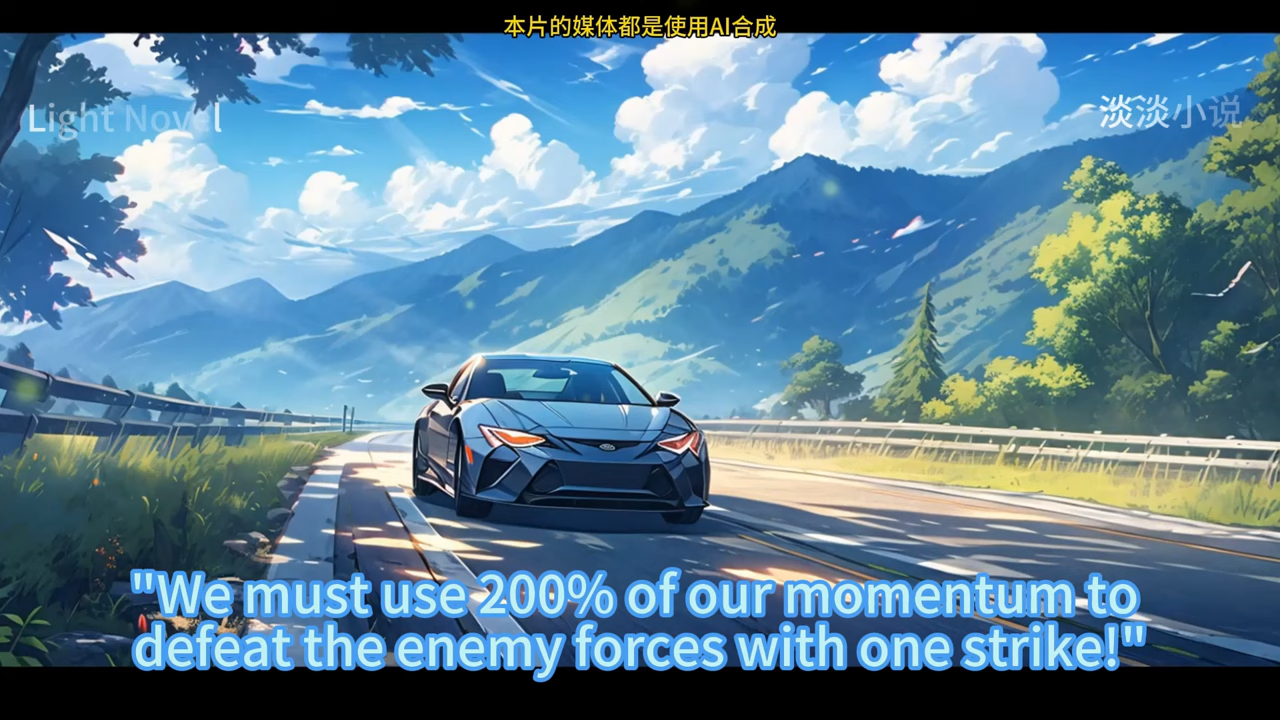 本片的媒体都是使用AI合成
Light Novel
淡淡小说
"We must use 200% of our momentum to
defeat the enemy forces with one strike!"